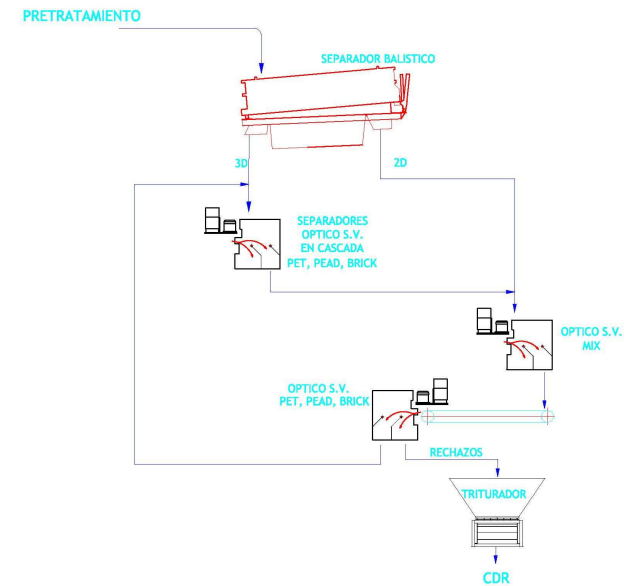 PRETRATAMIENTO
SEPARADOR BALISTICO
3D
2D
SEPARADORES
OPTICO S.V.
EN CASCADA
PET, PEAD, BRICK
OPTICO S.V.
MIX
OPTICO S.V.
PET, PEAD, BRICK
RECHAZOS
TRITURADOR
CDR